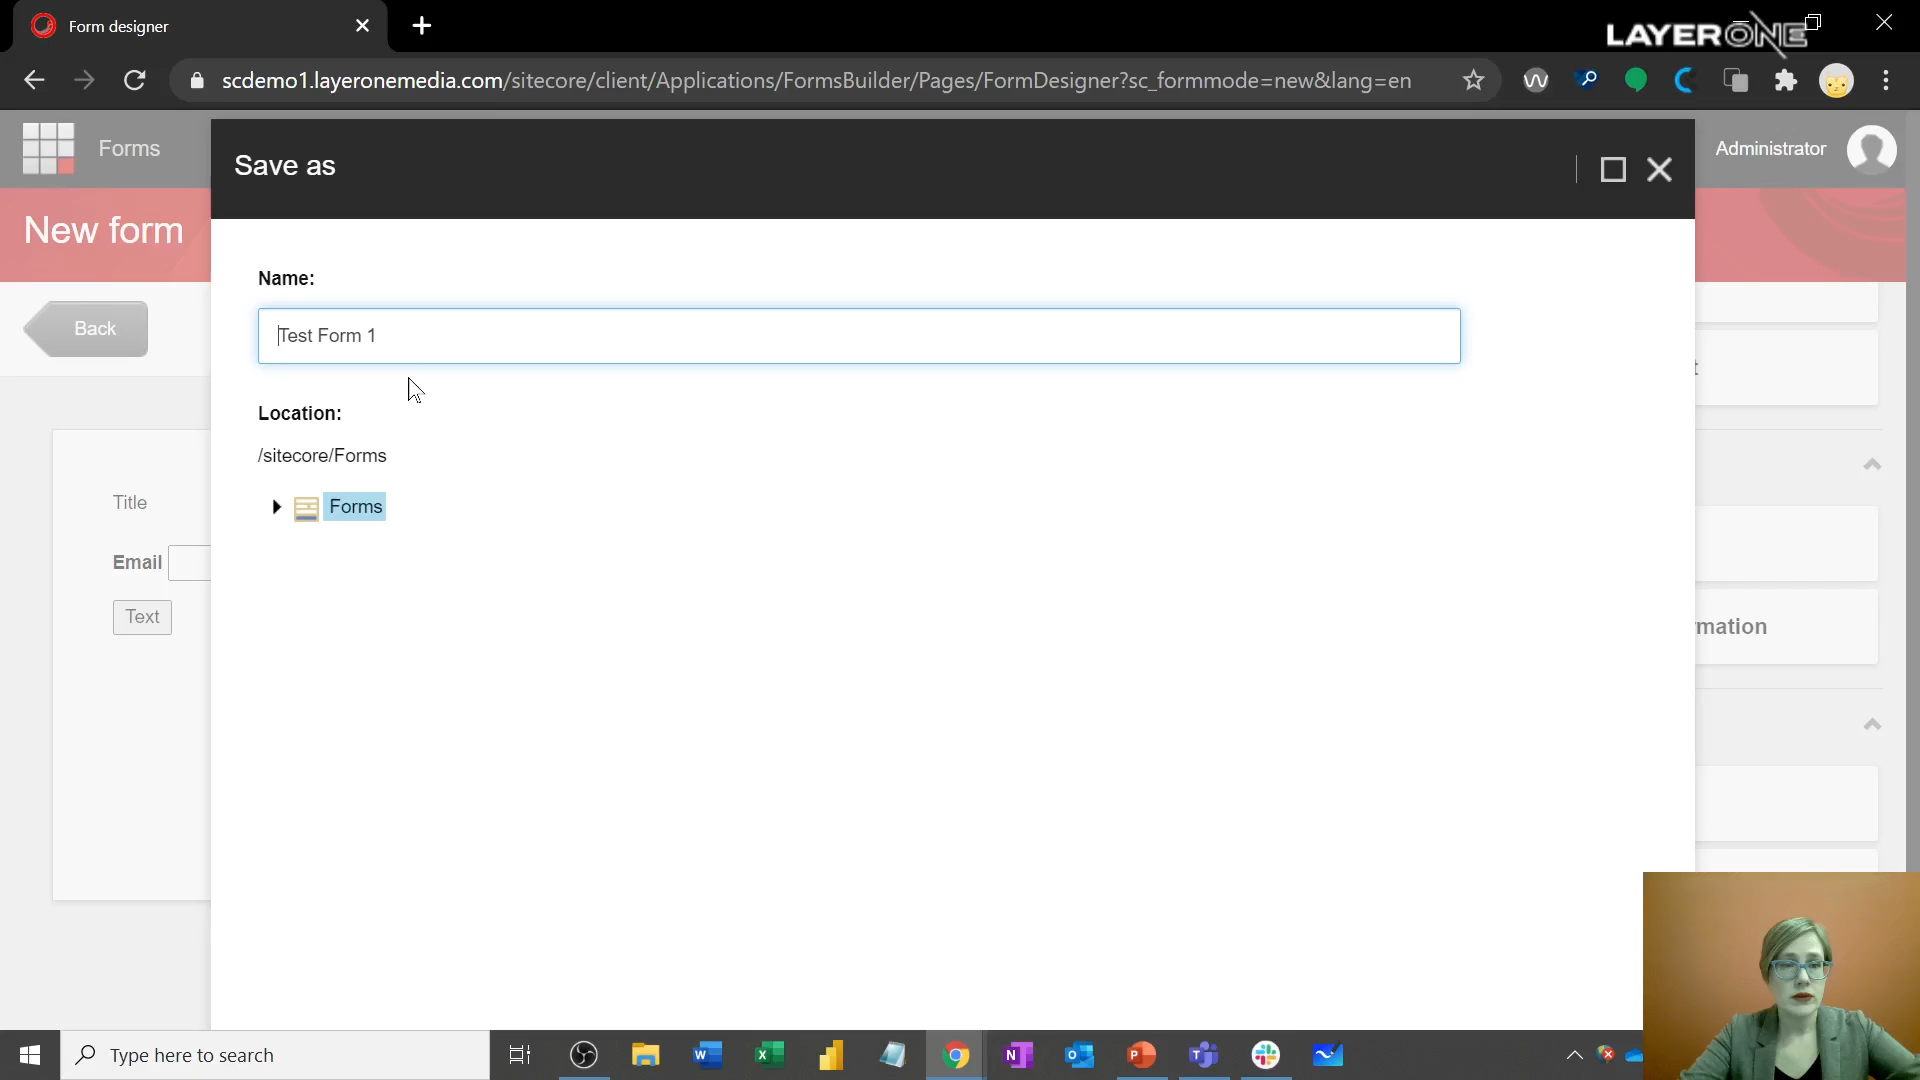 Form designer
LAYERONE
scdemo1.layeronemedia.com/sitecore/client/Applications/FormsBuilder/Pages/FormDesigner?sc_formmode=new&lang=en
Forms
Save as
Administrator
New form
Name:
Back
Test Form 1
t
Location:
/sitecore/Forms
Forms
Title
Email
Text
rmation
Type here to search